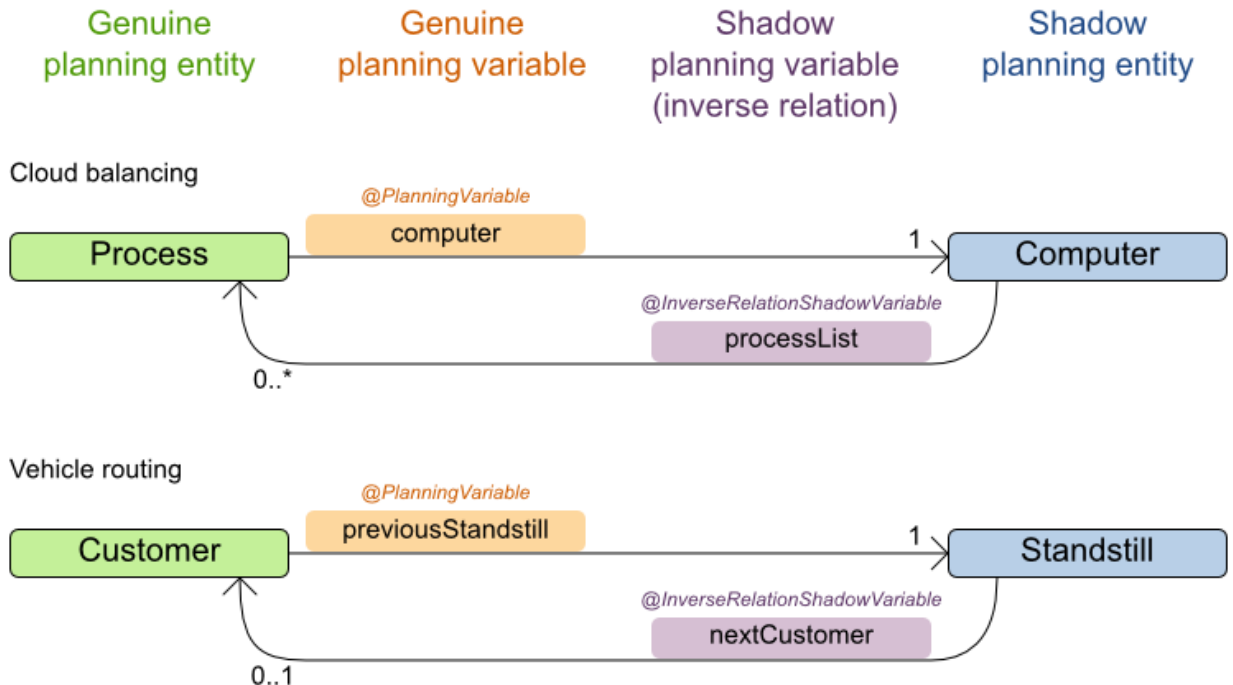 Genuine
planning entity
Genuine
planning variable
Shadow
planning variable
(inverse relation)
Shadow
planning entity
Cloud balancing
@PlanningVariable
computer
Process
1
Computer
@InverseRelationShadowVariable
processList
0..*
Vehicle routing
@PlanningVariable
previousStandstill
Customer
1
Standstill
@InverseRelationShadowVariable
nextCustomer
0..1